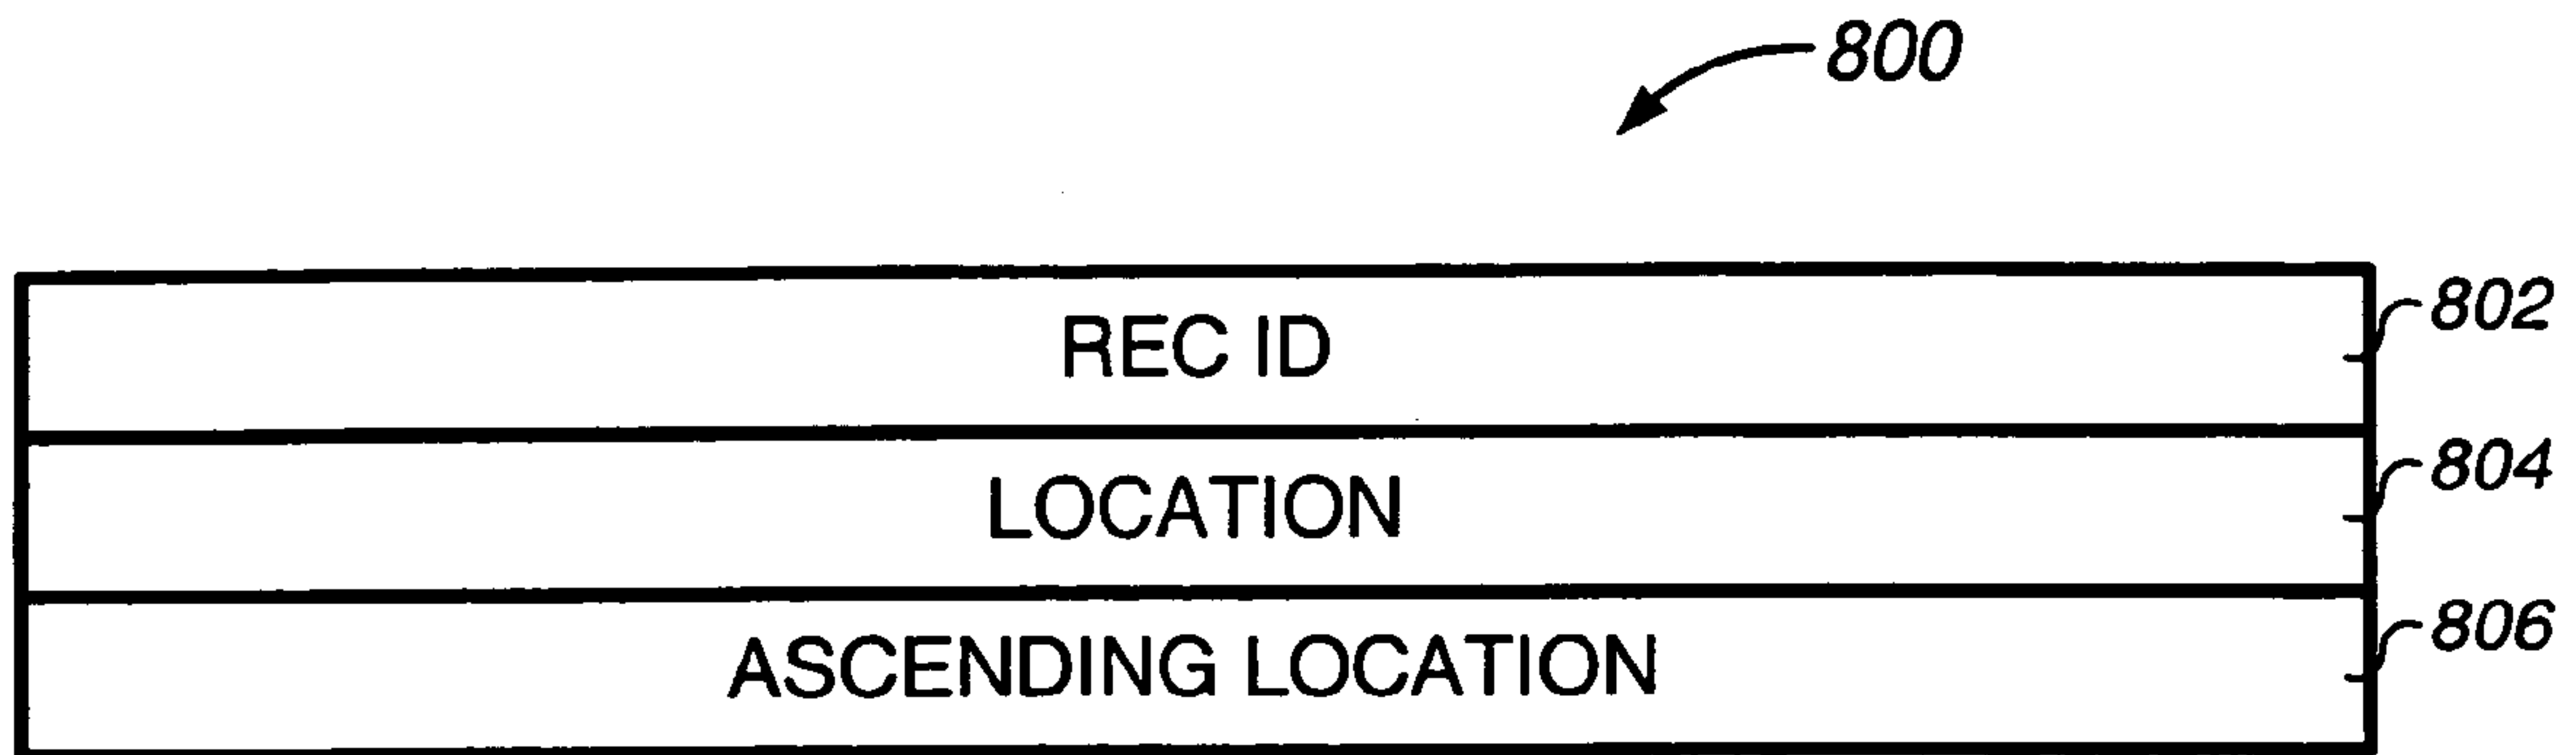 800
REC ID
802
LOCATION
804
ASCENDING LOCATION
806